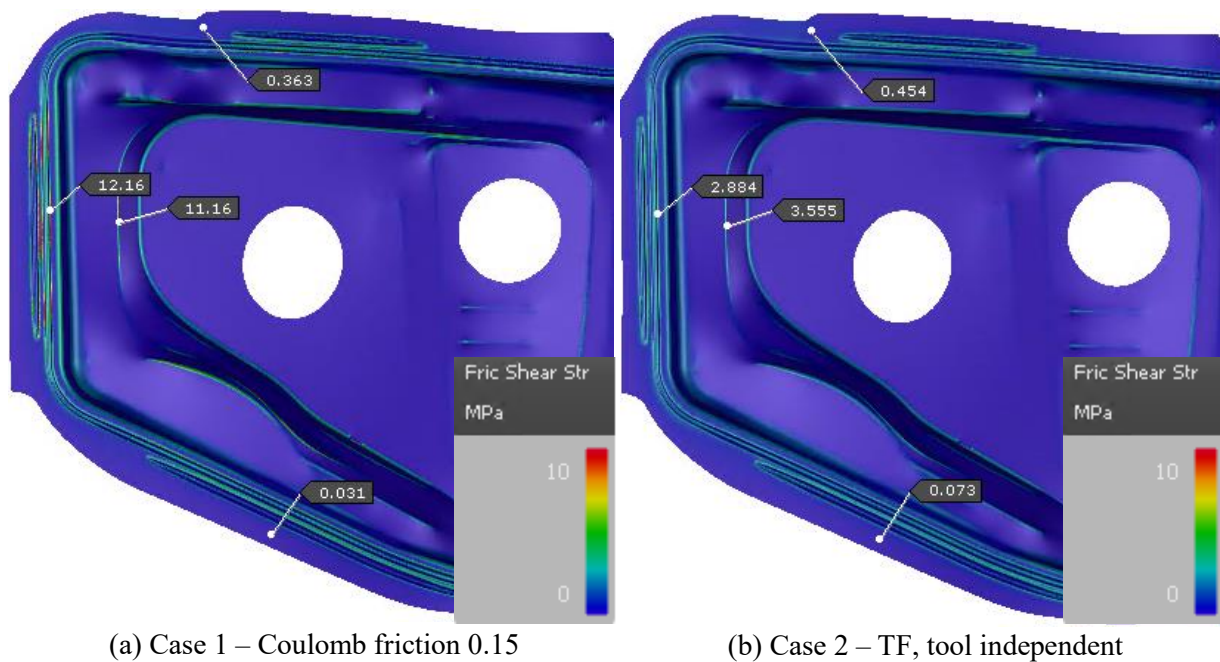 0.363
12.16
11.16
0.031
Fric Shear Str
MPa
10
0
(a) Case 1 – Coulomb friction 0.15
0.454
2.884
3.555
0.073
Fric Shear Str
MPa
10
0
(b) Case 2 – TF, tool independent